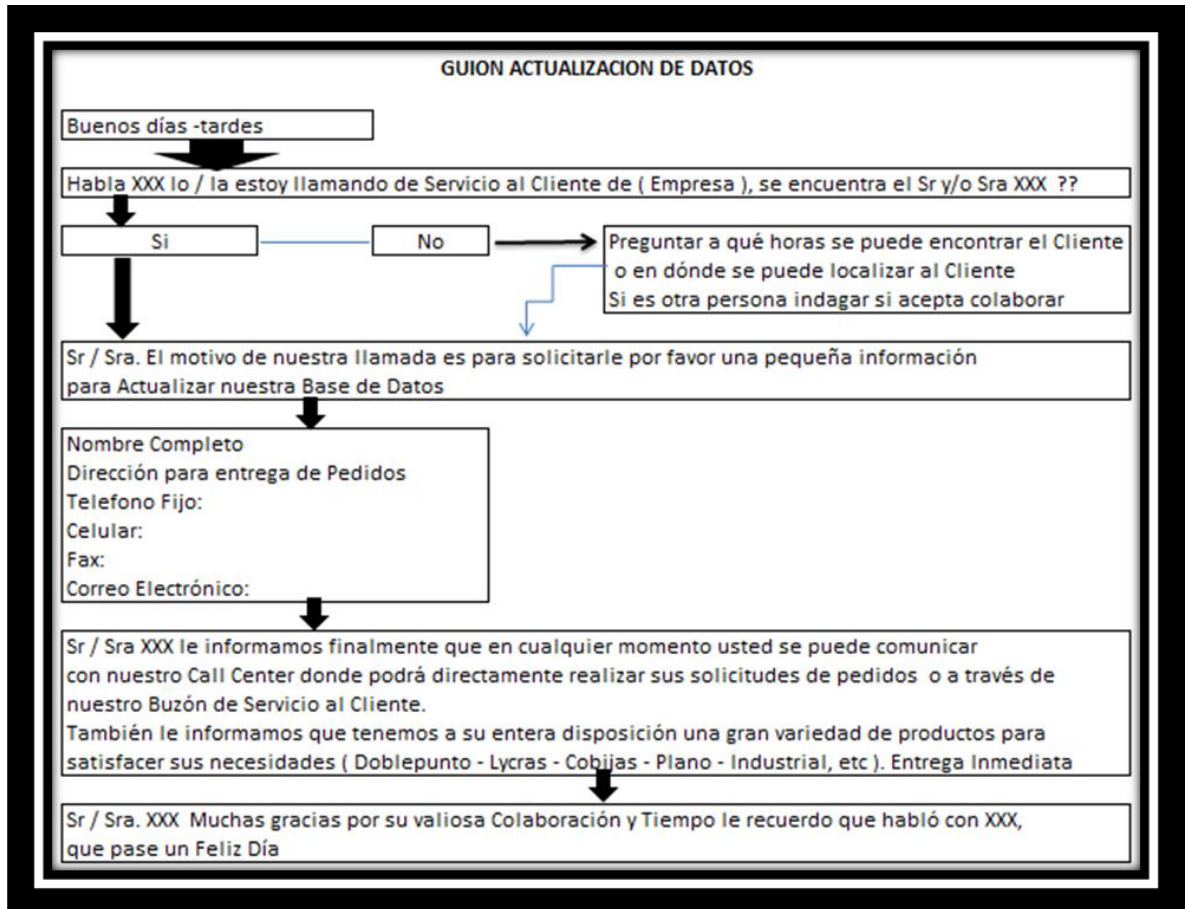 GUION ACTUALIZACION DE DATOS
Buenos días -tardes
Habla XXX lo / la estoy llamando de Servicio al Cliente de ( Empresa ), se encuentra el Sr y/o Sra XXX ??
Si
No
Preguntar a qué horas se puede encontrar el Cliente
o en dónde se puede localizar al Cliente
Si es otra persona indagar si acepta colaborar
Sr / Sra. El motivo de nuestra llamada es para solicitarle por favor una pequeña información
para Actualizar nuestra Base de Datos
Nombre Completo
Dirección para entrega de Pedidos
Telefono Fijo:
Celular:
Fax:
Correo Electrónico:
Sr / Sra XXX le informamos finalmente que en cualquier momento usted se puede comunicar
con nuestro Call Center donde podrá directamente realizar sus solicitudes de pedidos o a través de
nuestro Buzón de Servicio al Cliente.
También le informamos que tenemos a su entera disposición una gran variedad de productos para
satisfacer sus necesidades ( Doblepunto - Lycras - Cobijas - Plano - Industrial, etc ). Entrega Inmediata
Sr / Sra. XXX Muchas gracias por su valiosa Colaboración y Tiempo le recuerdo que habló con XXX,
que pase un Feliz Día